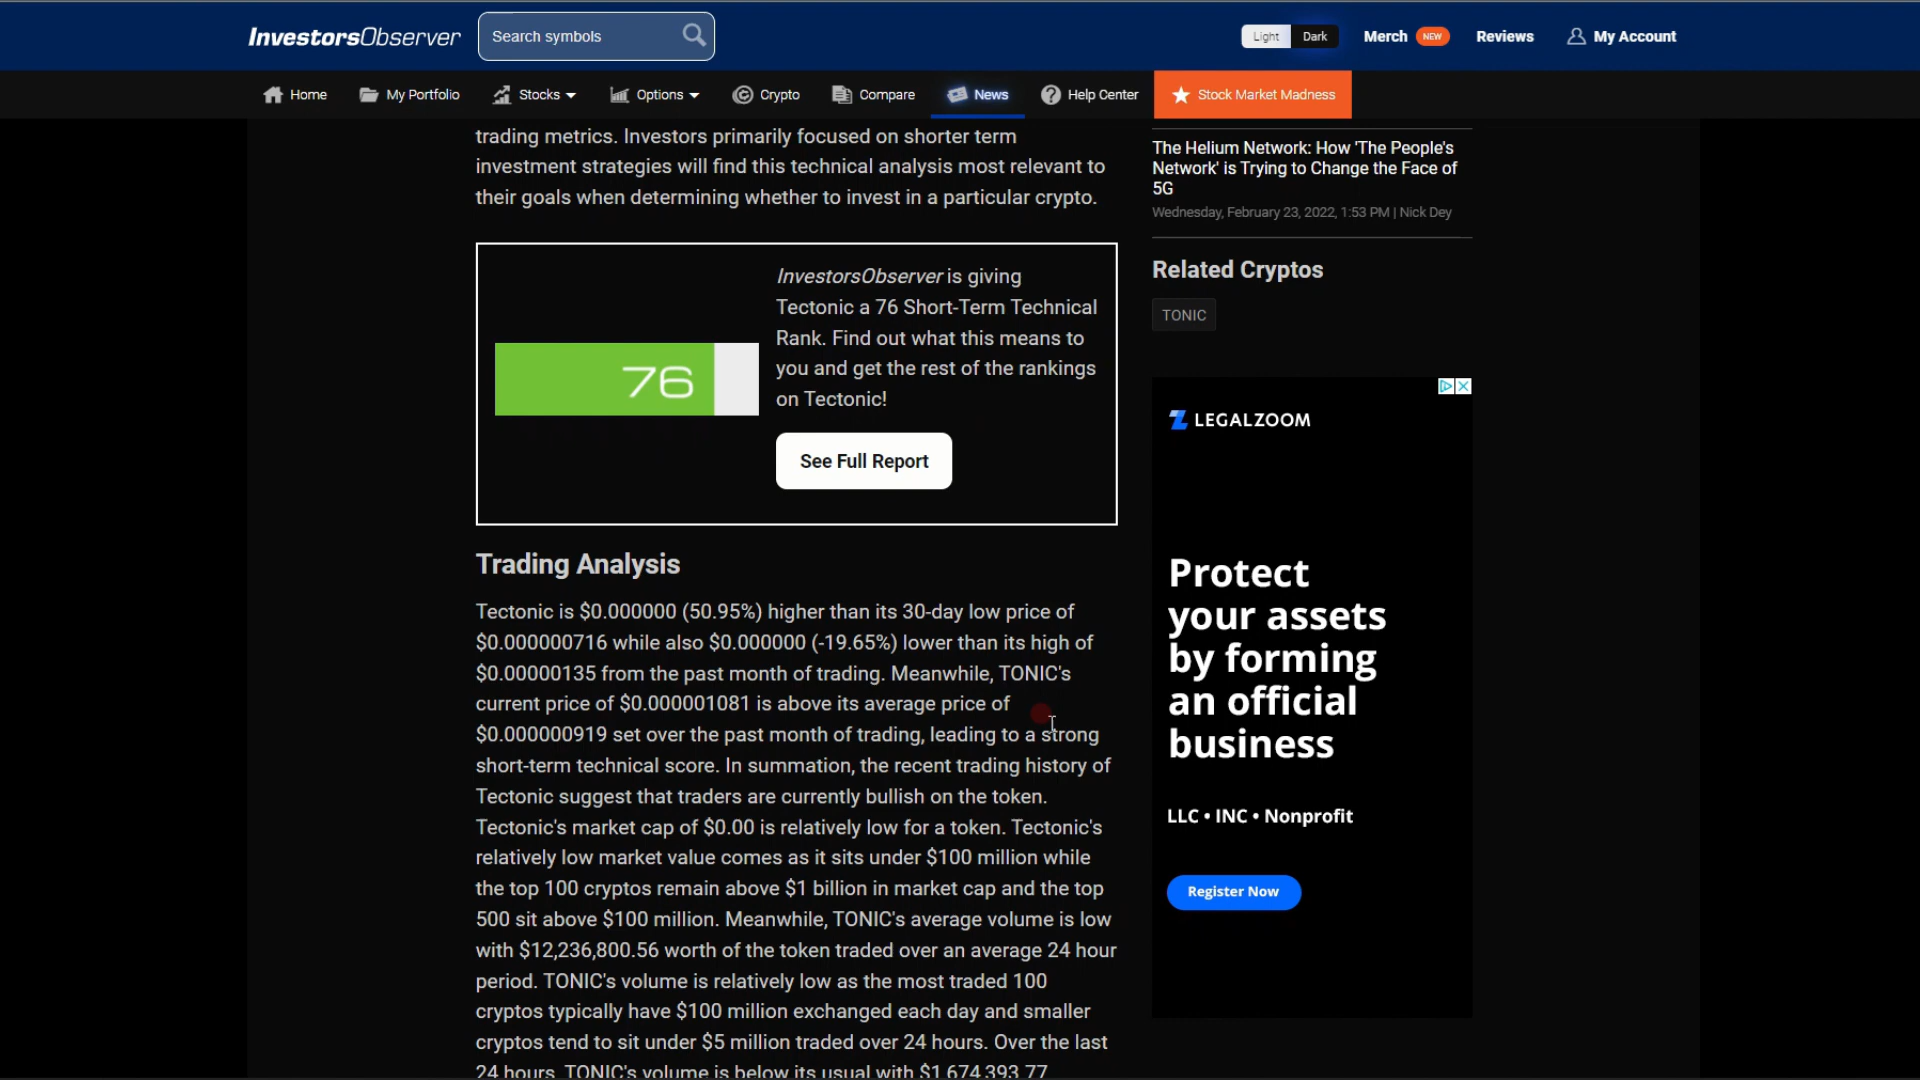 InvestorsObserver
Search symbols
Light Dark
Merch NEW
Reviews
My Account
Home
My Portfolio
Stocks
Options
Crypto
Compare
News
Help Center
Stock Market Madness
trading metrics. Investors primarily focused on shorter term
investment strategies will find this technical analysis most relevant to
their goals when determining whether to invest in a particular crypto.
76
InvestorsObserver is giving
Tectonic a 76 Short-Term Technical
Rank. Find out what this means to
you and get the rest of the rankings
on Tectonic!
See Full Report
Trading Analysis
Tectonic is $0.000000 (50.95%) higher than its 30-day low price of
$0.000000716 while also $0.000000 (-19.65%) lower than its high of
$0.00000135 from the past month of trading. Meanwhile, TONIC's
current price of $0.000001081 is above its average price of
$0.000000919 set over the past month of trading, leading to a strong
short-term technical score. In summation, the recent trading history of
Tectonic suggest that traders are currently bullish on the token.
Tectonic's market cap of $0.00 is relatively low for a token. Tectonic's
relatively low market value comes as it sits under $100 million while
the top 100 cryptos remain above $1 billion in market cap and the top
500 sit above $100 million. Meanwhile, TONIC's average volume is low
with $12,236,800.56 worth of the token traded over an average 24 hour
period. TONIC's volume is relatively low as the most traded 100
cryptos typically have $100 million exchanged each day and smaller
cryptos tend to sit under $5 million traded over 24 hours. Over the last
24 hours, TONIC's volume is below its usual with $1,674,393.77
The Helium Network: How 'The People's
Network' is Trying to Change the Face of
5G
Wednesday, February 23, 2022, 1:53 PM | Nick Dey
Related Cryptos
TONIC
LEGALZOOM
Protect
your assets
by forming
an official
business
LLC • INC • Nonprofit
Register Now